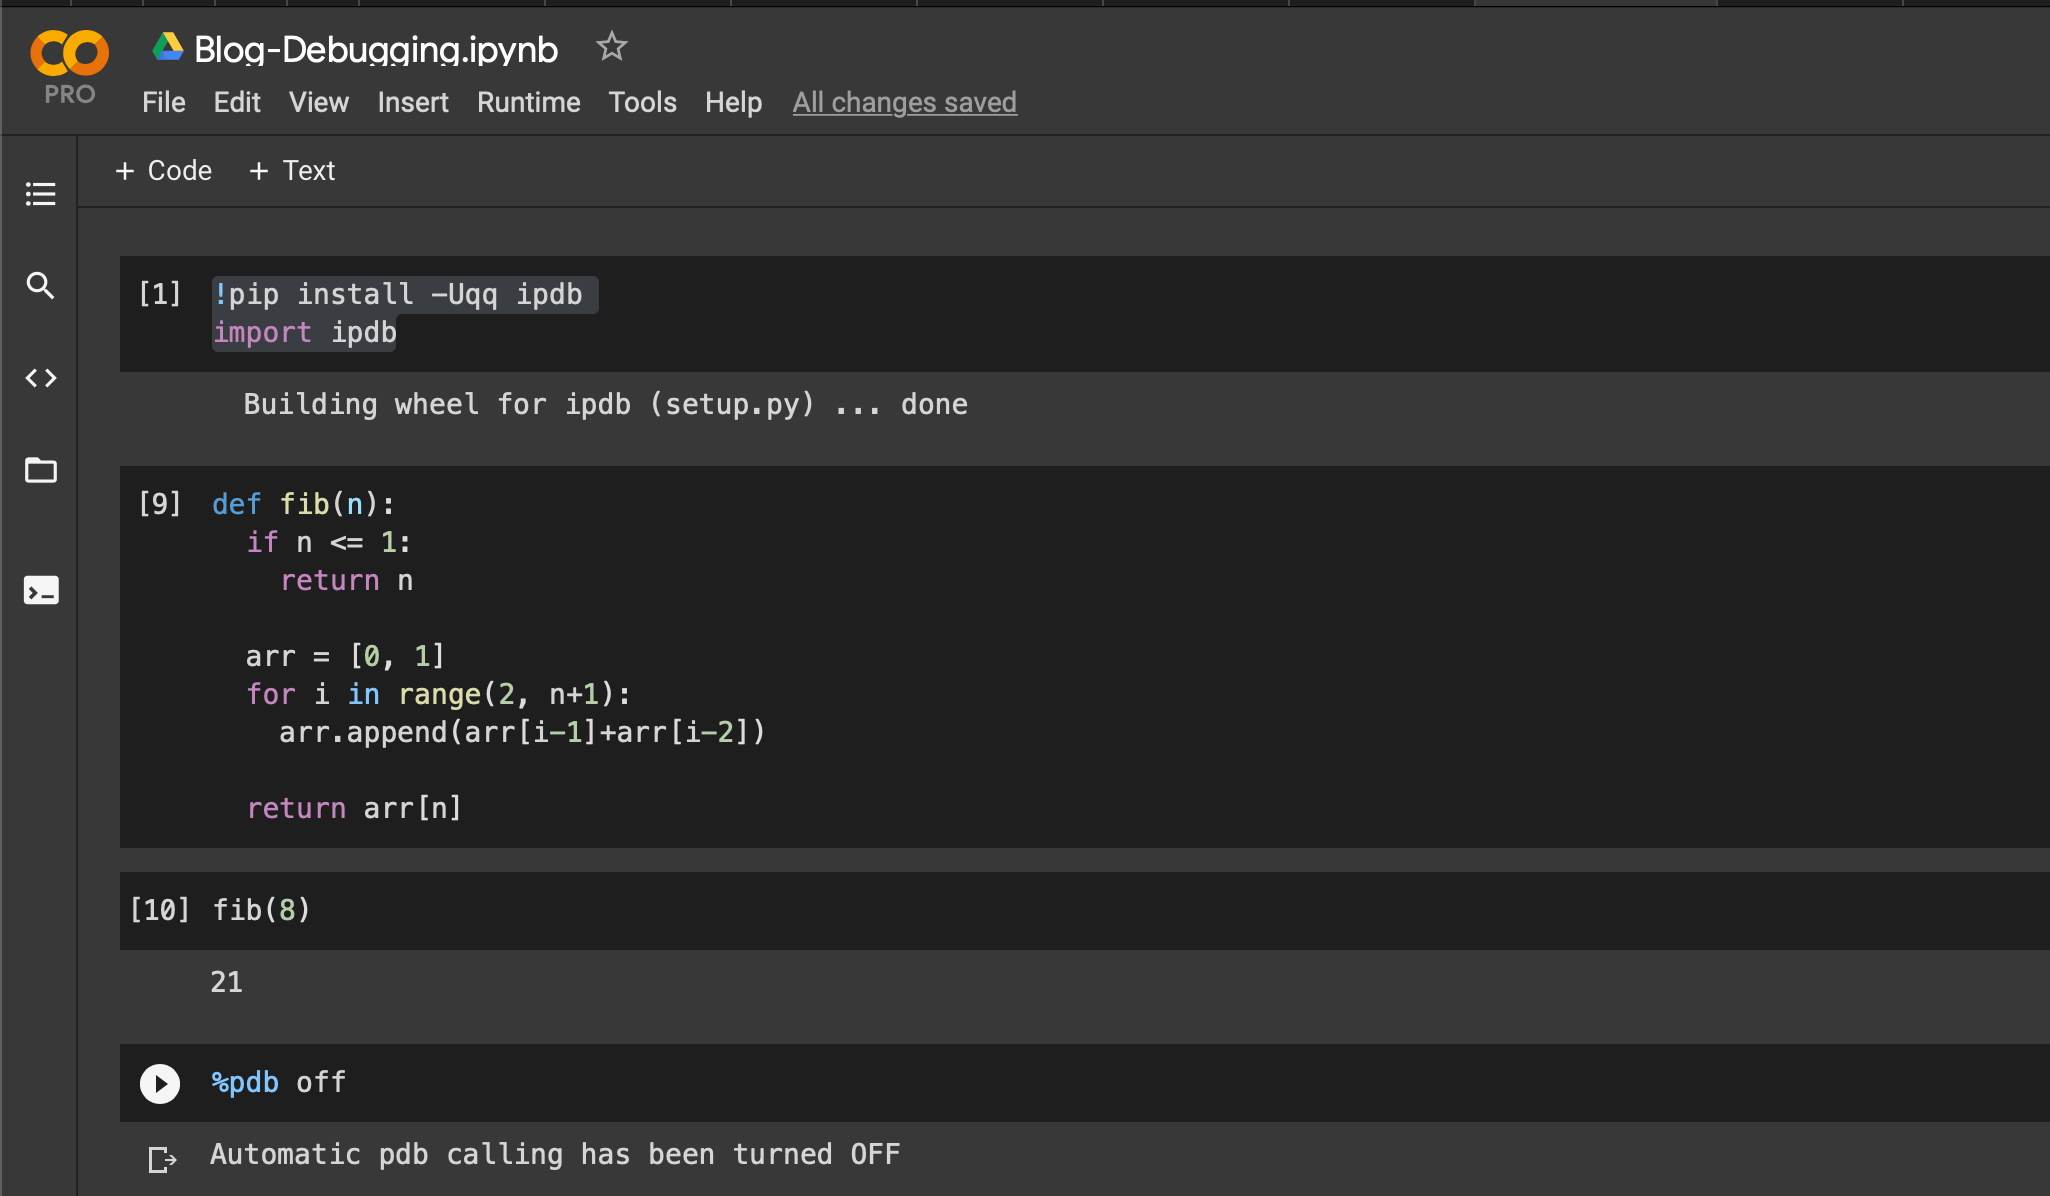 Blog-Debugging.ipynb
PRO
File Edit View Insert Runtime Tools Help All changes saved
+ Code + Text
[1] !pip install -Uqq ipdb
import ipdb
Building wheel for ipdb (setup.py) ... done
[9] def fib(n):
if n <= 1:
return n
arr = [0, 1]
for i in range(2, n+1):
arr.append(arr[i-1]+arr[i-2])
return arr[n]
[10] fib(8)
21
%pdb off
Automatic pdb calling has been turned OFF